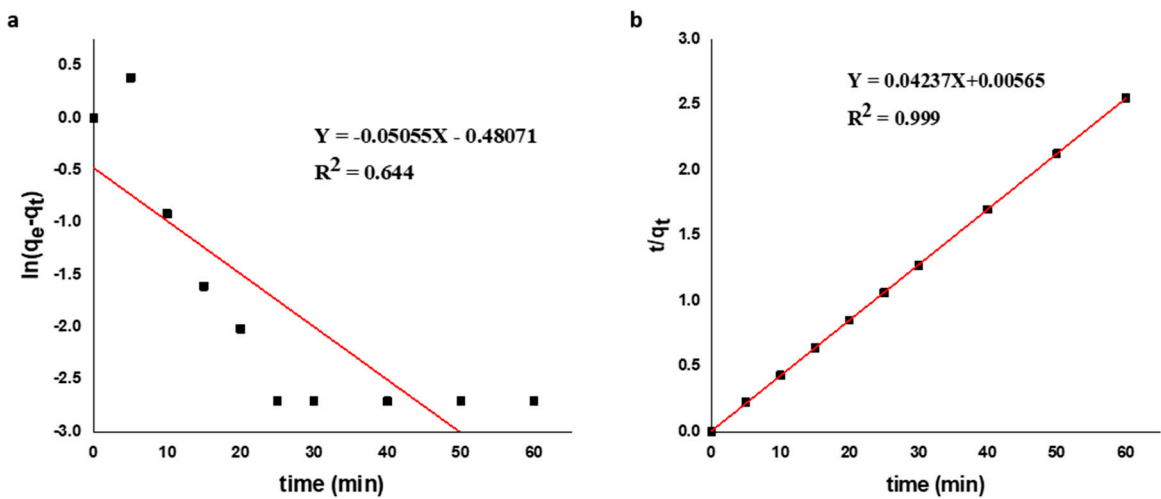 a
0.5
0.0
-0.5
-1.0
-1.5
-2.0
-2.5
-3.0
ln(qe-qt)
Y = -0.05055X - 0.48071
R2 = 0.644
0 10 20 30 40 50 60
time (min)
b
3.0
2.5
2.0
1.5
1.0
0.5
0.0
t/qt
Y = 0.04237X+0.00565
R2 = 0.999
0 10 20 30 40 50 60
time (min)